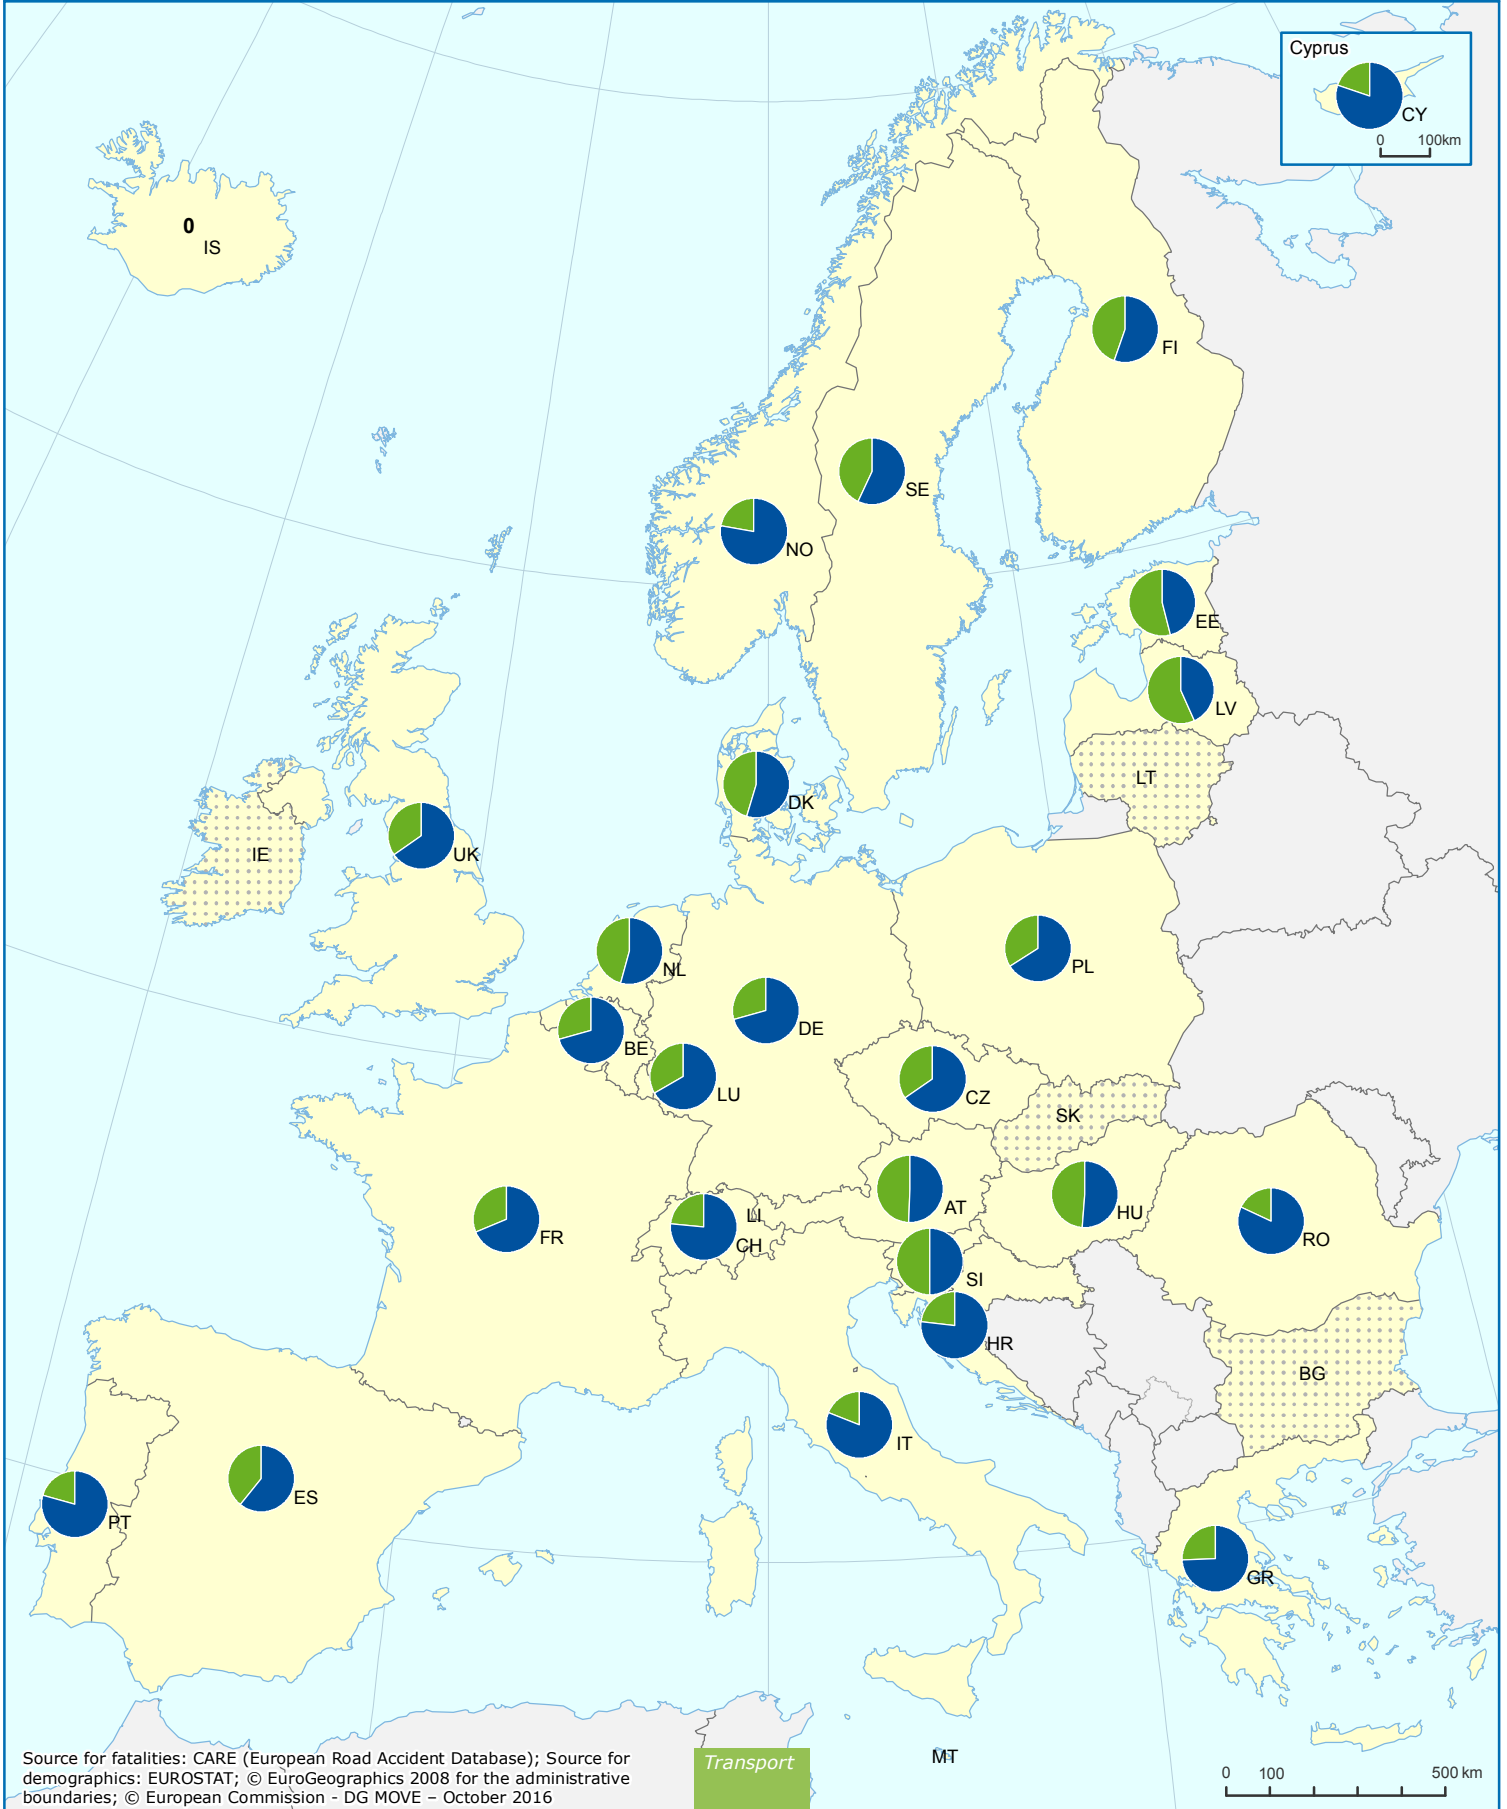 Cyprus
CY
0 100km
0
IS
FI
SE
NO
EE
LV
LT
DK
IE
UK
NL
PL
DE
BE
LU
CZ
SK
AT
HU
LI
CH
FR
RO
SI
HR
BG
IT
ES
PT
GR
MT
Source for fatalities: CARE (European Road Accident Database); Source for
demographics: EUROSTAT; © EuroGeographics 2008 for the administrative
boundaries; © European Commission - DG MOVE – October 2016
Transport
0 100 500 km